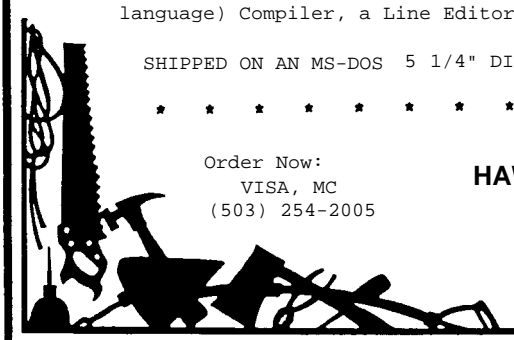 language) Compiler, a Line Editor
SHIPPED ON AN MS-DOS 5 1/4" DI
* * * * * * * *
Order Now:
VISA, MC
(503) 254-2005
HAW